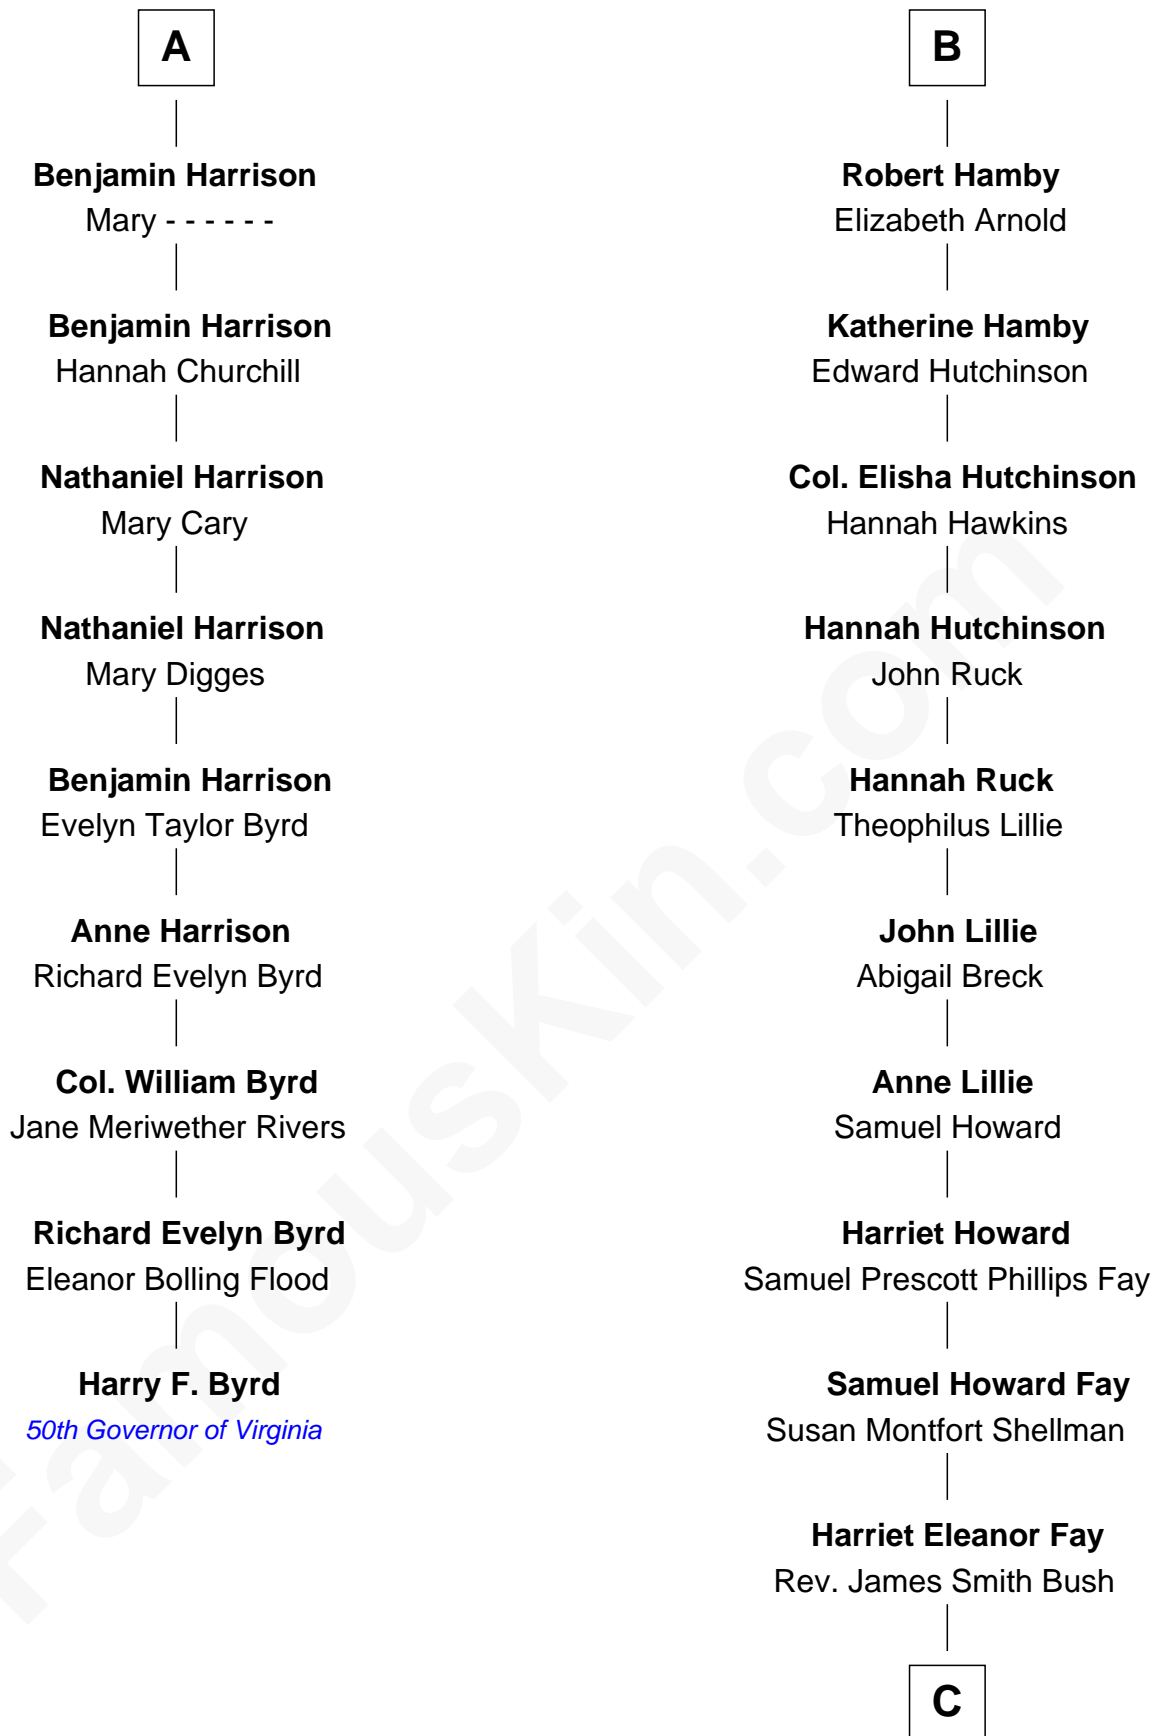 A
Benjamin Harrison
Mary - - - - - -
Benjamin Harrison
Hannah Churchill
Nathaniel Harrison
Mary Cary
Nathaniel Harrison
Mary Digges
Benjamin Harrison
Evelyn Taylor Byrd
Anne Harrison
Richard Evelyn Byrd
Col. William Byrd
Jane Meriwether Rivers
Richard Evelyn Byrd
Eleanor Bolling Flood
Harry F. Byrd
50th Governor of Virginia
B
Robert Hamby
Elizabeth Arnold
Katherine Hamby
Edward Hutchinson
Col. Elisha Hutchinson
Hannah Hawkins
Hannah Hutchinson
John Ruck
Hannah Ruck
Theophilus Lillie
John Lillie
Abigail Breck
Anne Lillie
Samuel Howard
Harriet Howard
Samuel Prescott Phillips Fay
Samuel Howard Fay
Susan Montfort Shellman
Harriet Eleanor Fay
Rev. James Smith Bush
C
FamousKin.com